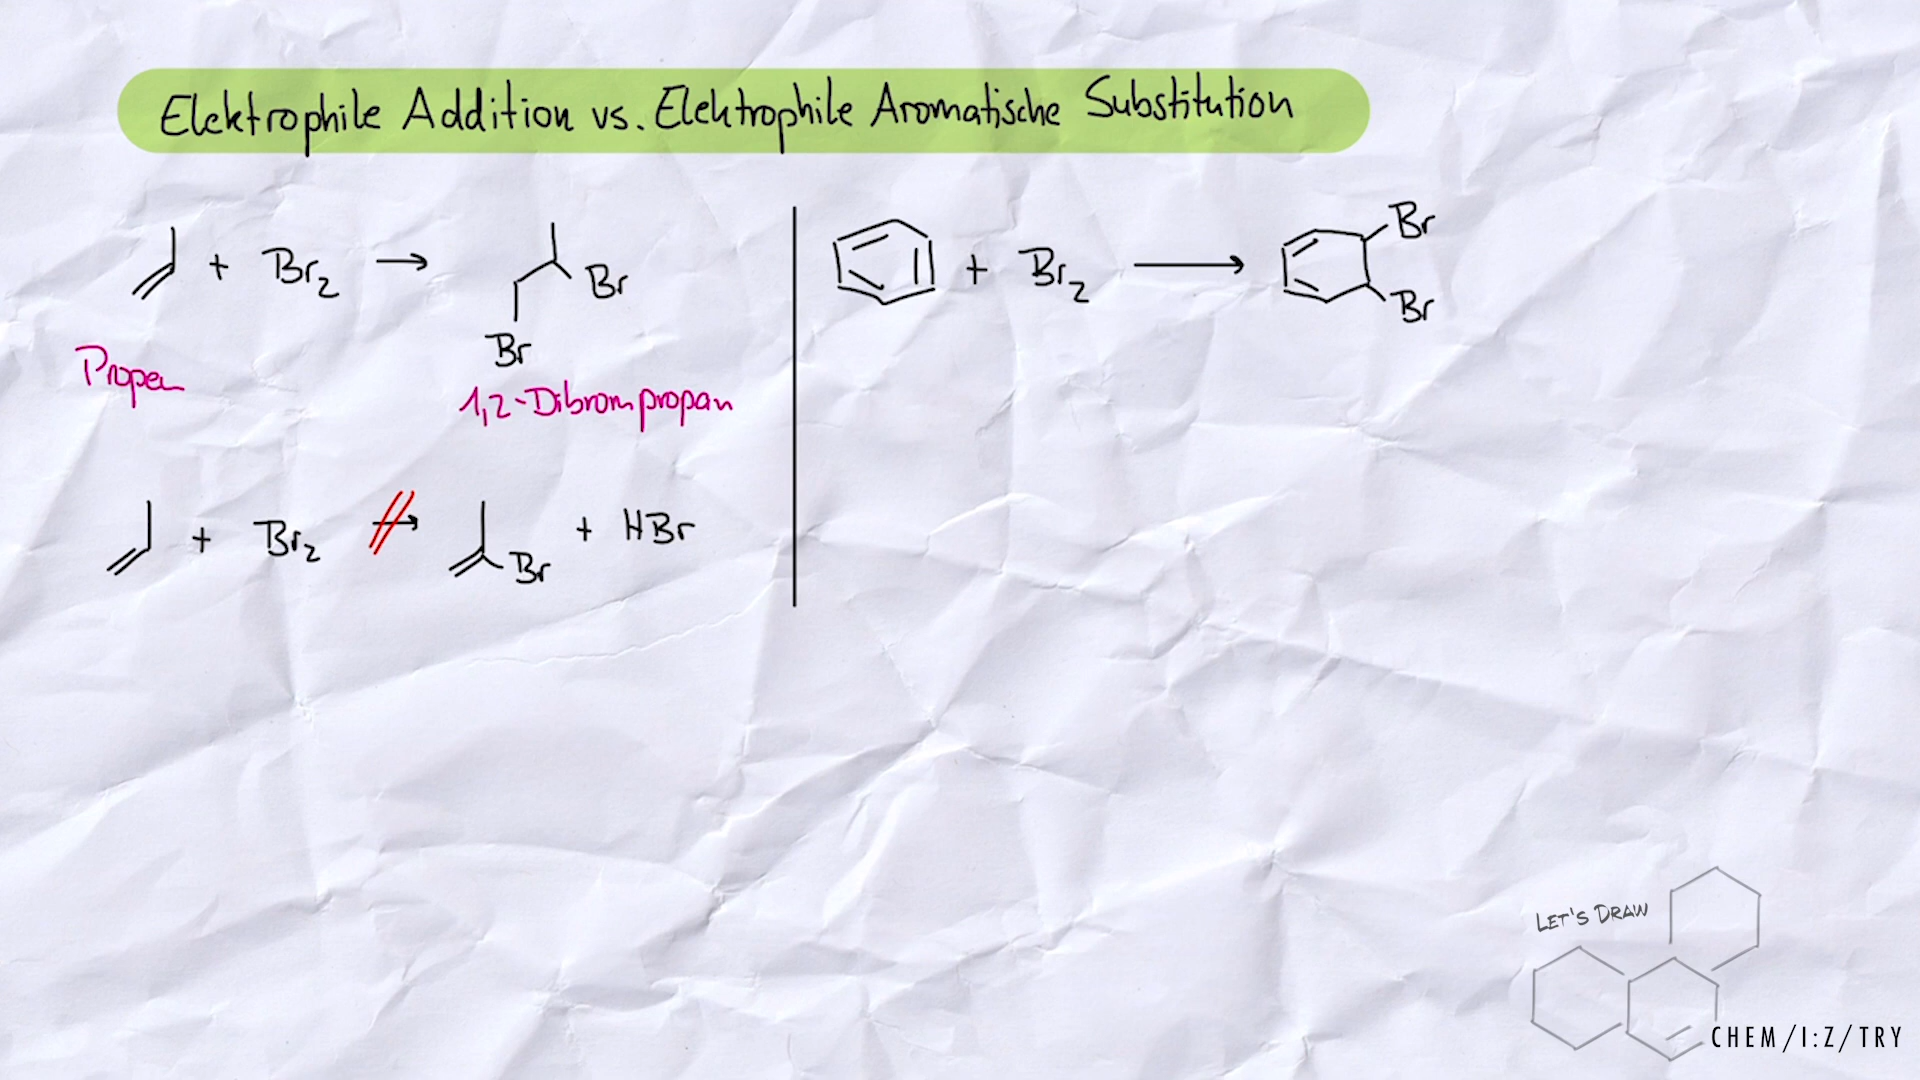 Elektrophile Addition vs. Elektrophile Aromatische Substitution
+ Br2 → Br
Br
Propen
1,2-Dibrompropan
+ Br2 → Br + HBr
+ Br2 → Br
Br
LET'S DRAW
CHEM/I:Z/TRY